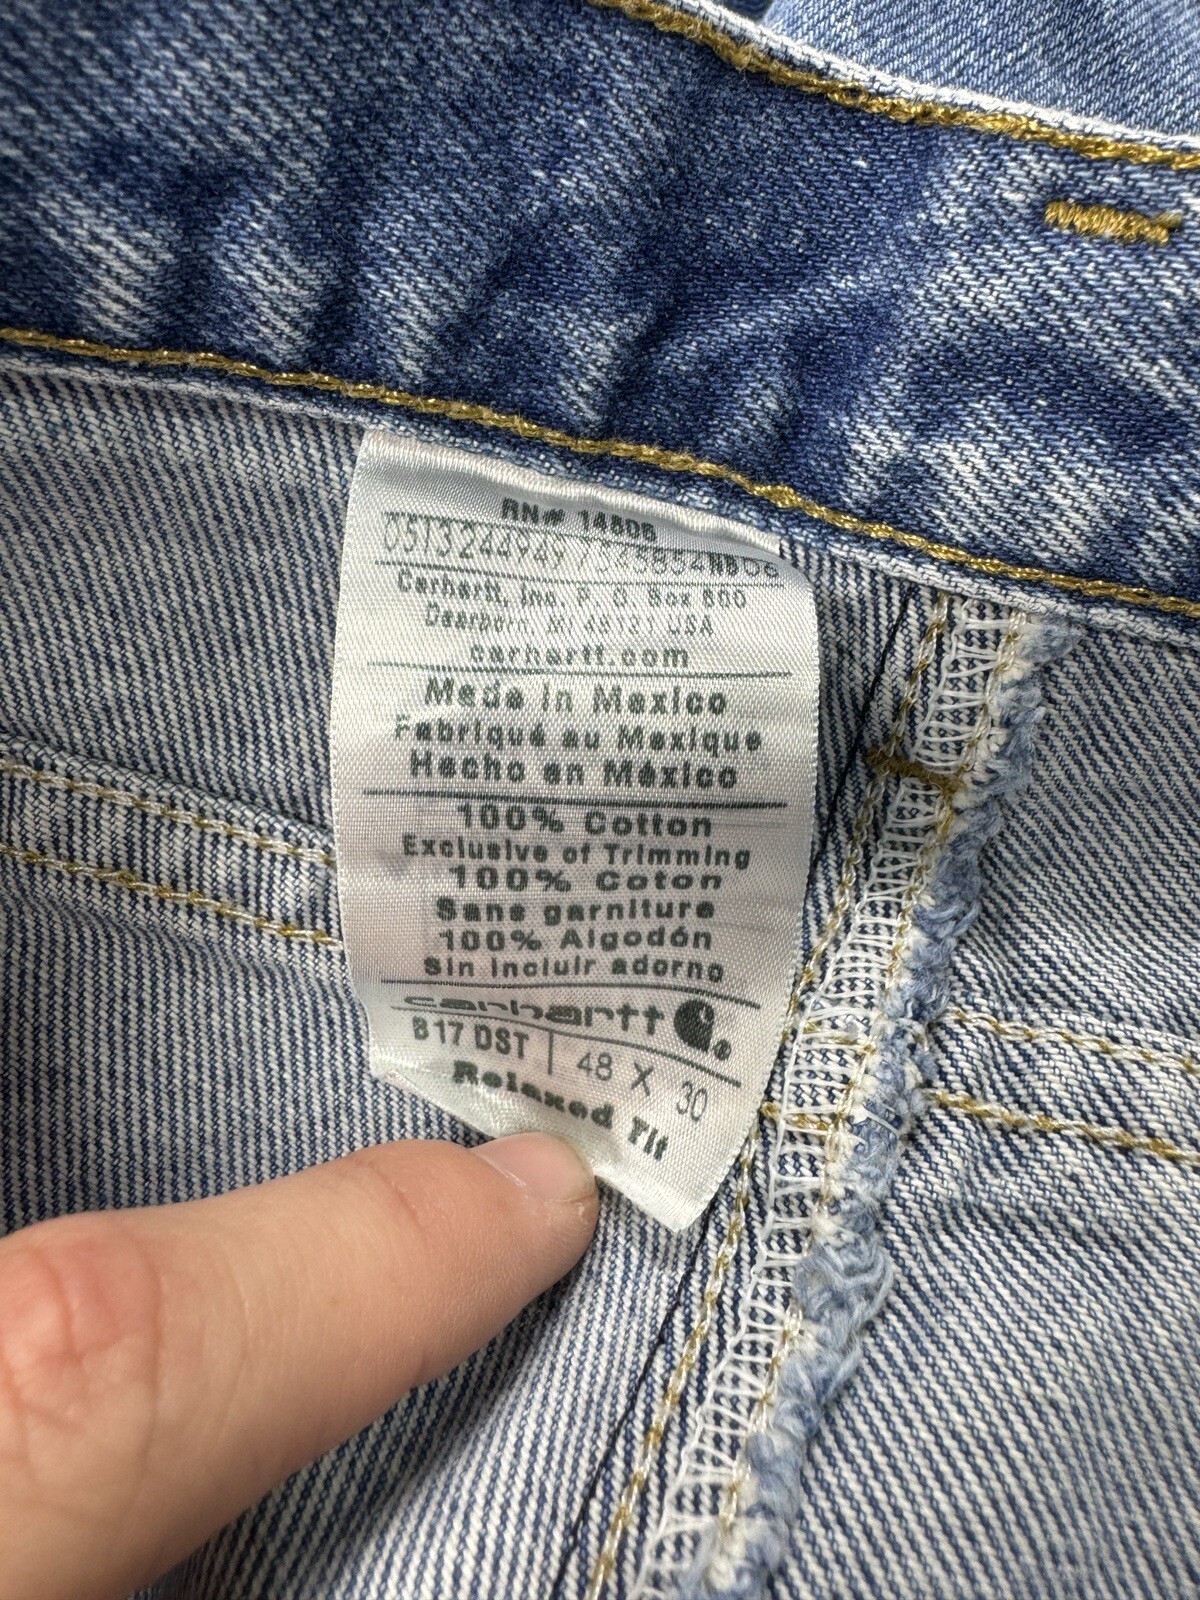 RN# 14806
Carhartt, Inc. P. O. Box 600
Dearborn, MI 48121 USA
carhartt.com
Made in Mexico
Fabriqué au Mexique
Hecho en México
100% Cotton
Exclusive of Trimming
100% Coton
Sans garniture
100% Algodón
Sin incluir adorno
carhartt
B17 DST | 48 X 30
Relaxed Fit